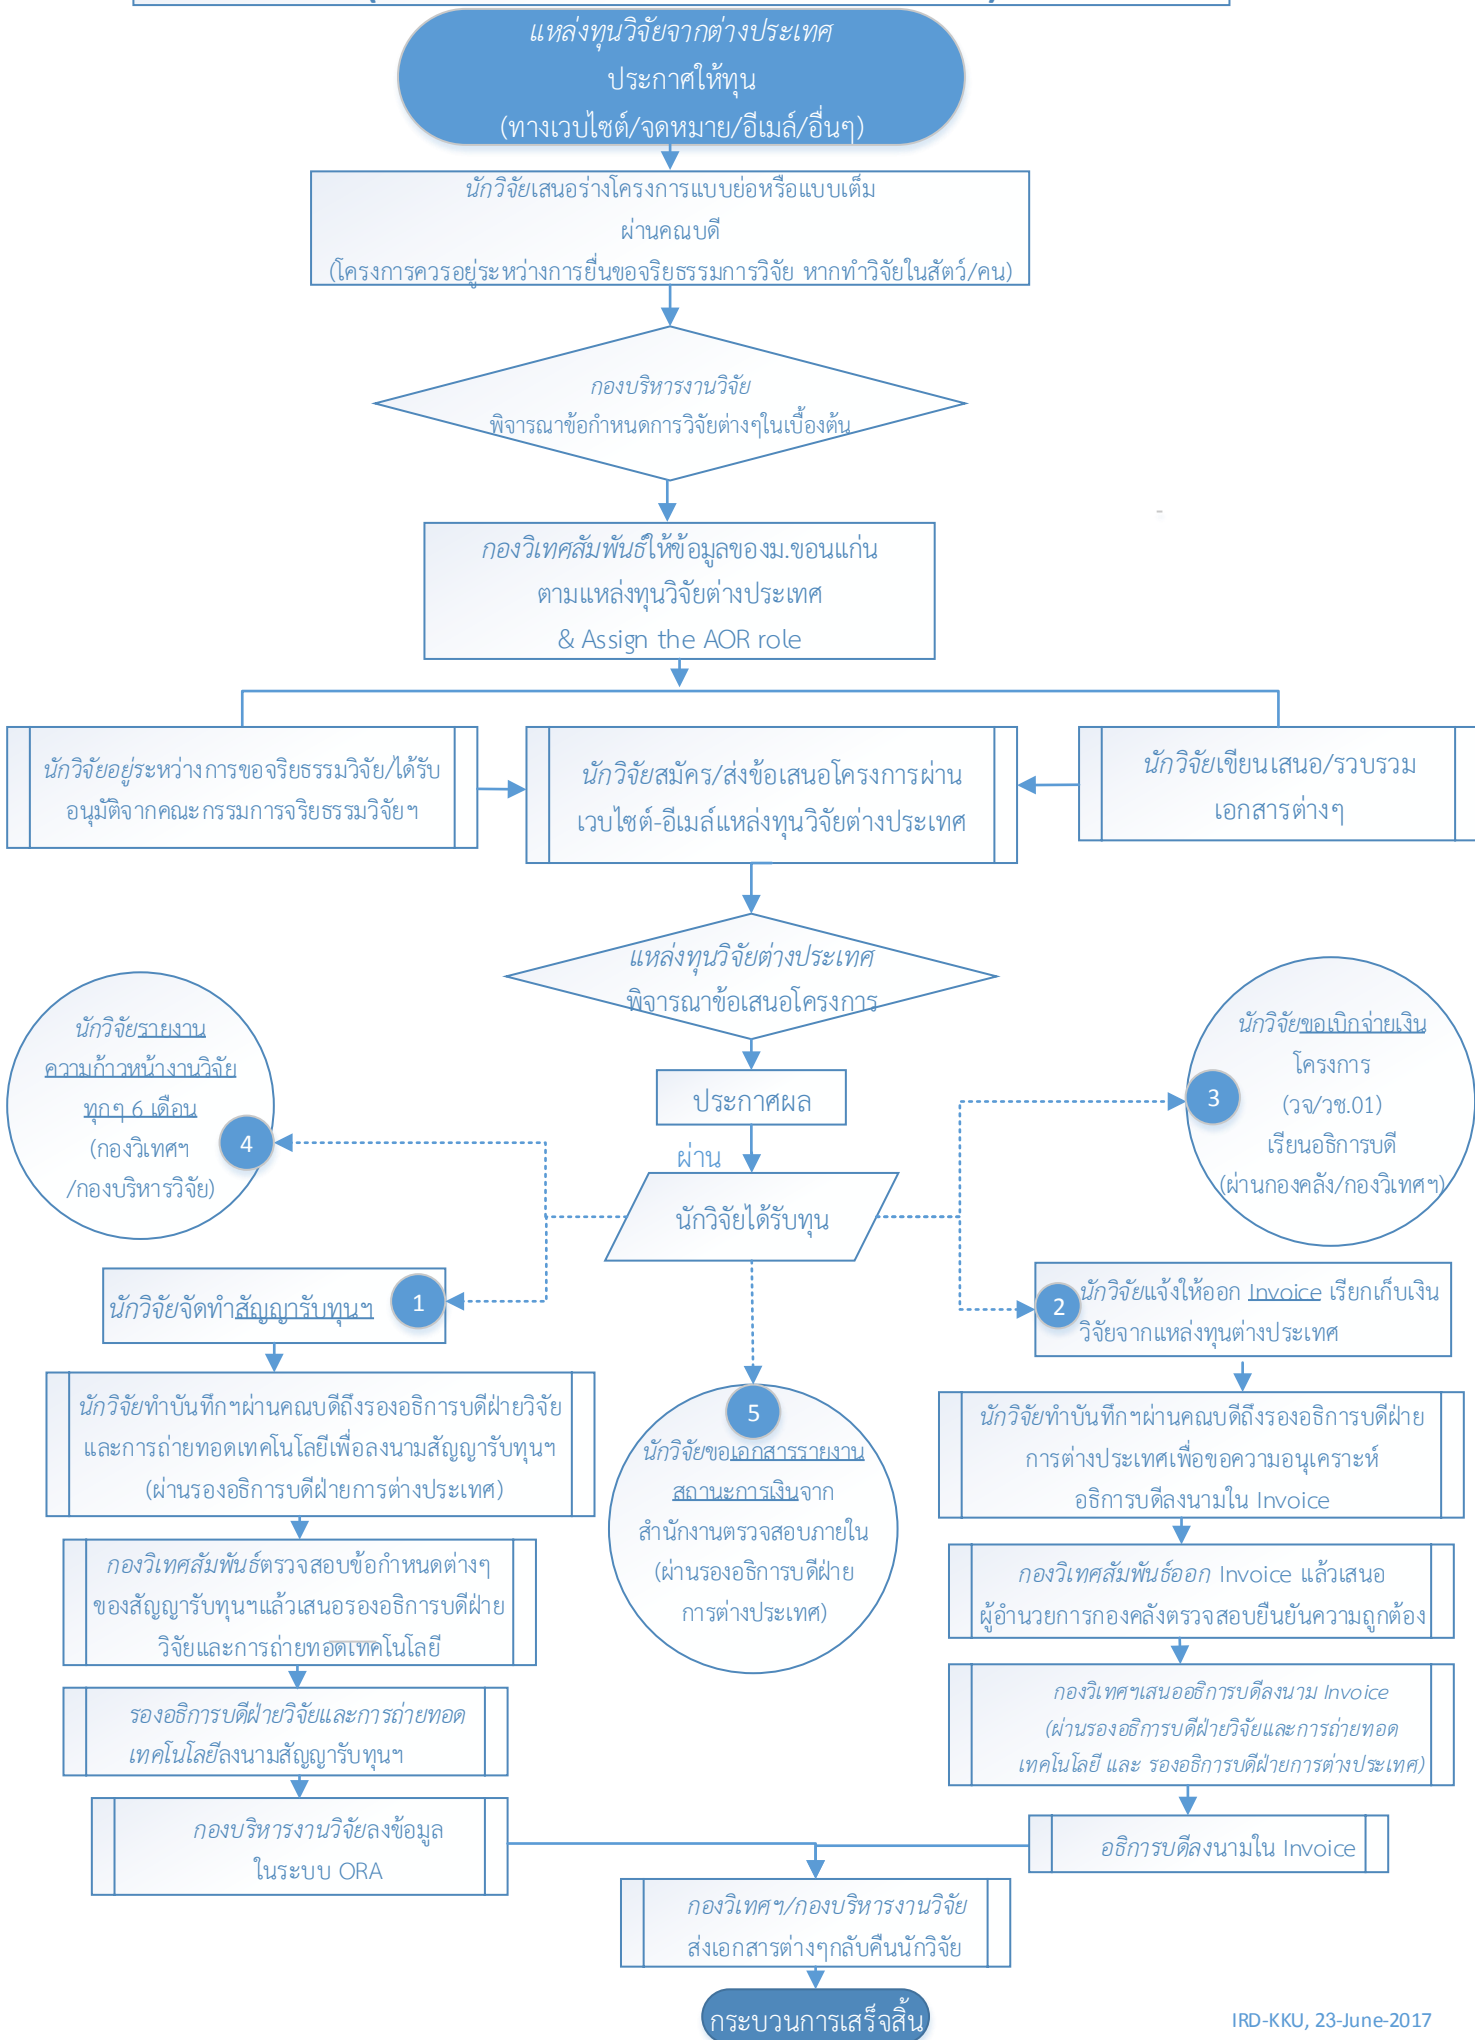 แหล่งทุนวิจัยจากต่างประเทศ
ประกาศให้ทุน
(ทางเวบไซต์/จดหมาย/อีเมล์/อื่นๆ)
นักวิจัยเสนอร่างโครงการแบบย่อหรือแบบเต็ม
ผ่านคณบดี
(โครงการควรอยู่ระหว่างการยื่นขอจริยธรรมการวิจัย หากทำวิจัยในสัตว์/คน)
กองบริหารงานวิจัย
พิจารณาข้อกำหนดการวิจัยต่างๆในเบื้องต้น
กองวิเทศสัมพันธ์ให้ข้อมูลของม.ขอนแก่น
ตามแหล่งทุนวิจัยต่างประเทศ
& Assign the AOR role
นักวิจัยอยู่ระหว่างการขอจริยธรรมวิจัย/ได้รับ
อนุมัติจากคณะกรรมการจริยธรรมวิจัยฯ
นักวิจัยสมัคร/ส่งข้อเสนอโครงการผ่าน
เวบไซต์-อีเมล์แหล่งทุนวิจัยต่างประเทศ
นักวิจัยเขียนเสนอ/รวบรวม
เอกสารต่างๆ
แหล่งทุนวิจัยต่างประเทศ
พิจารณาข้อเสนอโครงการ
นักวิจัยรายงาน
ความก้าวหน้างานวิจัย
ทุกๆ 6 เดือน
(กองวิเทศฯ
/กองบริหารวิจัย)
4
ประกาศผล
ผ่าน
นักวิจัยได้รับทุน
นักวิจัยขอเบิกจ่ายเงิน
โครงการ
(วจ/วช.01)
เรียนอธิการบดี
(ผ่านกองคลัง/กองวิเทศฯ)
3
นักวิจัยจัดทำสัญญารับทุนฯ
1
นักวิจัยทำบันทึกฯผ่านคณบดีถึงรองอธิการบดีฝ่ายวิจัย
และการถ่ายทอดเทคโนโลยีเพื่อลงนามสัญญารับทุนฯ
(ผ่านรองอธิการบดีฝ่ายการต่างประเทศ)
กองวิเทศสัมพันธ์ตรวจสอบข้อกำหนดต่างๆ
ของสัญญารับทุนฯแล้วเสนอรองอธิการบดีฝ่าย
วิจัยและการถ่ายทอดเทคโนโลยี
รองอธิการบดีฝ่ายวิจัยและการถ่ายทอด
เทคโนโลยีลงนามสัญญารับทุนฯ
กองบริหารงานวิจัยลงข้อมูล
ในระบบ ORA
5
นักวิจัยขอเอกสารรายงาน
สถานะการเงินจาก
สำนักงานตรวจสอบภายใน
(ผ่านรองอธิการบดีฝ่าย
การต่างประเทศ)
2
นักวิจัยแจ้งให้ออก Invoice เรียกเก็บเงิน
วิจัยจากแหล่งทุนต่างประเทศ
นักวิจัยทำบันทึกฯผ่านคณบดีถึงรองอธิการบดีฝ่าย
การต่างประเทศเพื่อขอความอนุเคราะห์
อธิการบดีลงนามใน Invoice
กองวิเทศสัมพันธ์ออก Invoice แล้วเสนอ
ผู้อำนวยการกองคลังตรวจสอบยืนยันความถูกต้อง
กองวิเทศฯเสนออธิการบดีลงนาม Invoice
(ผ่านรองอธิการบดีฝ่ายวิจัยและการถ่ายทอด
เทคโนโลยี และ รองอธิการบดีฝ่ายการต่างประเทศ)
อธิการบดีลงนามใน Invoice
กองวิเทศฯ/กองบริหารงานวิจัย
ส่งเอกสารต่างๆกลับคืนนักวิจัย
กระบวนการเสร็จสิ้น
IRD-KKU, 23-June-2017